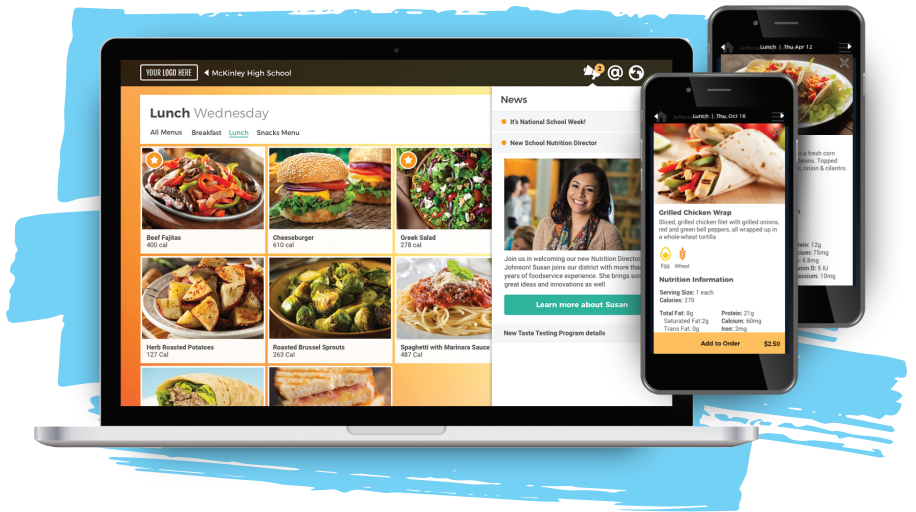 YOUR LOGO HERE
McKinley High School
2
@
Lunch Wednesday
All Menus Breakfast Lunch Snacks Menu
Beef Fajitas
400 cal
Cheeseburger
610 cal
Greek Salad
278 cal
Herb Roasted Potatoes
127 Cal
Roasted Brussel Sprouts
263 Cal
Spaghetti with Marinara Sauce
487 Cal
News
It's National School Week!
New School Nutrition Director
Join us in welcoming our new Nutrition Director,
Johnson! Susan joins our district with more than
years of foodservice experience. She brings
great ideas and innovations as well
Learn more about Susan
New Taste Testing Program details
Lunch | Thu, Oct 18
Grilled Chicken Wrap
Sliced, grilled chicken filet with grilled onions,
red and green bell peppers, all wrapped up in
a whole-wheat tortilla
Egg Wheat
Nutrition Information
Serving Size: 1 each
Calories: 270
Total Fat: 8g Protein: 21g
Saturated Fat:2g Calcium: 60mg
Trans Fat: 0g Iron: 2mg
Add to Order $2.50
Lunch | Thu Apr 12
a fresh corn
beans. Topped
onion & cilantro.
12g
75mg
4.8mg
D: 5 IU
10mg